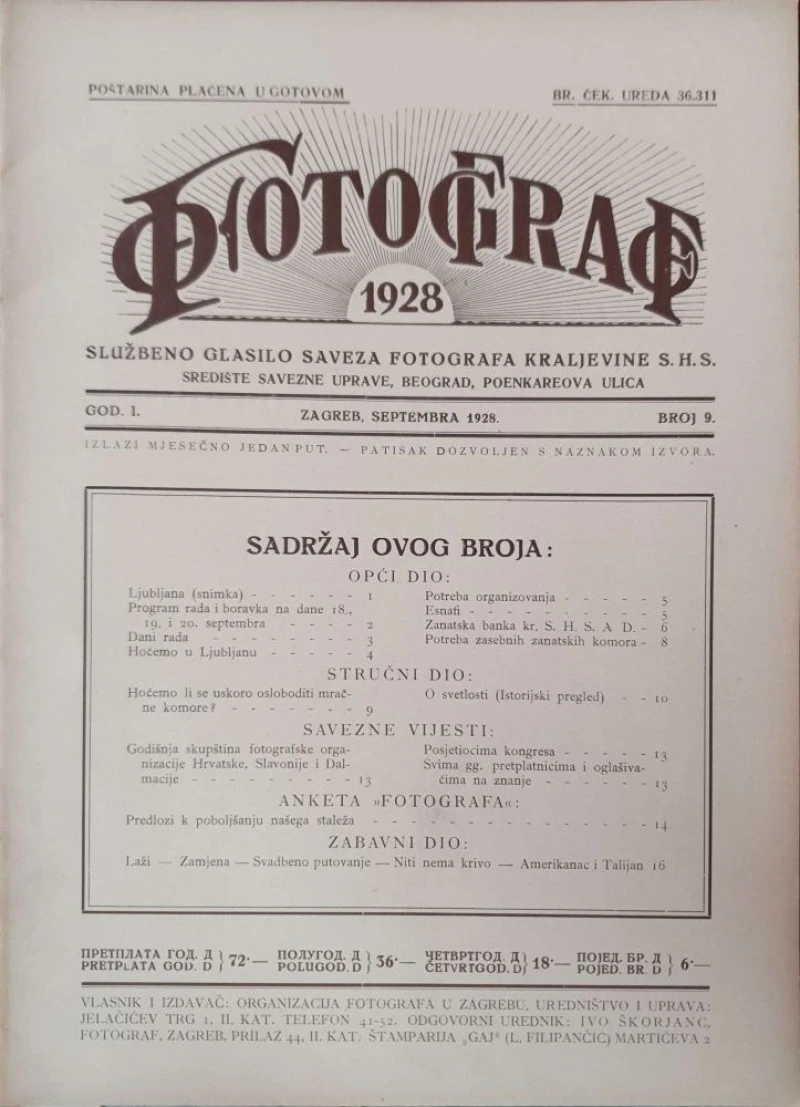 POŠTARINA PLAĆENA U GOTOVOM
BR. ČEK. UREDA 36.311
FOTOGRAF
1928
SLUŽBENO GLASILO SAVEZA FOTOGRAFA KRALJEVINE S. H. S.
SREDIŠTE SAVEZNE UPRAVE, BEOGRAD, POENKAREOVA ULICA
GOD. I. ZAGREB, SEPTEMBRA 1928. BROJ 9.
IZLAZI MJESEČNO JEDANPUT. — PATISAK DOZVOLJEN S NAZNAKOM IZVORA.
SADRŽAJ OVOG BROJA:
OPĆI DIO:
Ljubljana (snimka) - - - - - - 1
Program rada i boravka na dane 18.,
19. i 20. septembra - - - - 2
Dani rada - - - - - - - - 3
Hoćemo u Ljubljanu - - - - - 4
Potreba organizovanja - - - - - 5
Esnafi - - - - - - - - - - 5
Zanatska banka kr. S. H. S. A D. - 6
Potreba zasebnih zanatskih komora - 8
STRUČNI DIO:
Hoćemo li se uskoro osloboditi mrač-
ne komore? - - - - - - - 9
O svetlosti (Istorijski pregled) - - 10
SAVEZNE VIJESTI:
Godišnja skupština fotografske orga-
nizacije Hrvatske, Slavonije i Dal-
macije - - - - - - - - - 13
Posjetiocima kongresa - - - - - 13
Svima gg. pretplatnicima i oglašiva-
ćima na znanje - - - - - - 13
ANKETA »FOTOGRAFA«:
Predlozi k poboljšanju našega staleža - - - - - - - - - - - - - - - 14
ZABAVNI DIO:
Laži — Zamjena — Svadbeno putovanje — Niti nema krivo — Amerikanac i Talijan 16
ПРЕТПЛАТА ГОД. Д } 72·— ПОЛУГОД. Д } 36·— ЧЕТВРТГОД. Д } 18·— ПОЈЕД. БР. Д } 6·—
PRETPLATA GOD. D POLUGOD. D ČETVRTGOD. D POJED. BR. D
VLASNIK I IZDAVAČ: ORGANIZACIJA FOTOGRAFA U ZAGREBU, UREDNIŠTVO I UPRAVA:
JELAČIĆEV TRG 1, II. KAT. TELEFON 41-52. ODGOVORNI UREDNIK: IVO ŠKORJANC,
FOTOGRAF, ZAGREB, PRILAZ 44, II. KAT. ŠTAMPARIJA „GAJ“ (L. FILIPANČIĆ) MARTIĆEVA 2